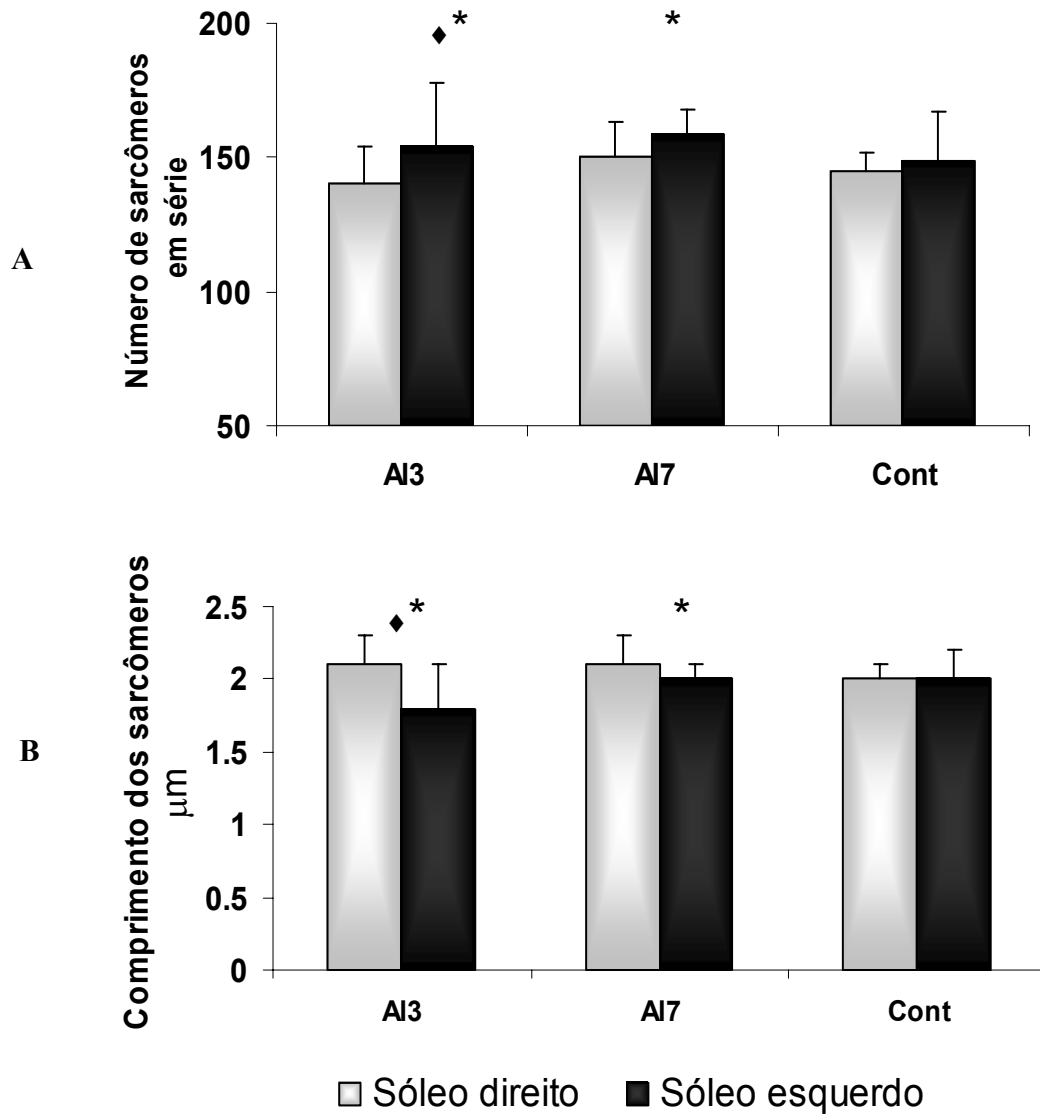 A
Número de sarcômeros
em série
200
150
100
50
♦ *
*
AI3
AI7
Cont
B
Comprimento dos sarcômeros
μm
2.5
2
1.5
1
0.5
0
♦ *
*
AI3
AI7
Cont
Sóleo direito
Sóleo esquerdo